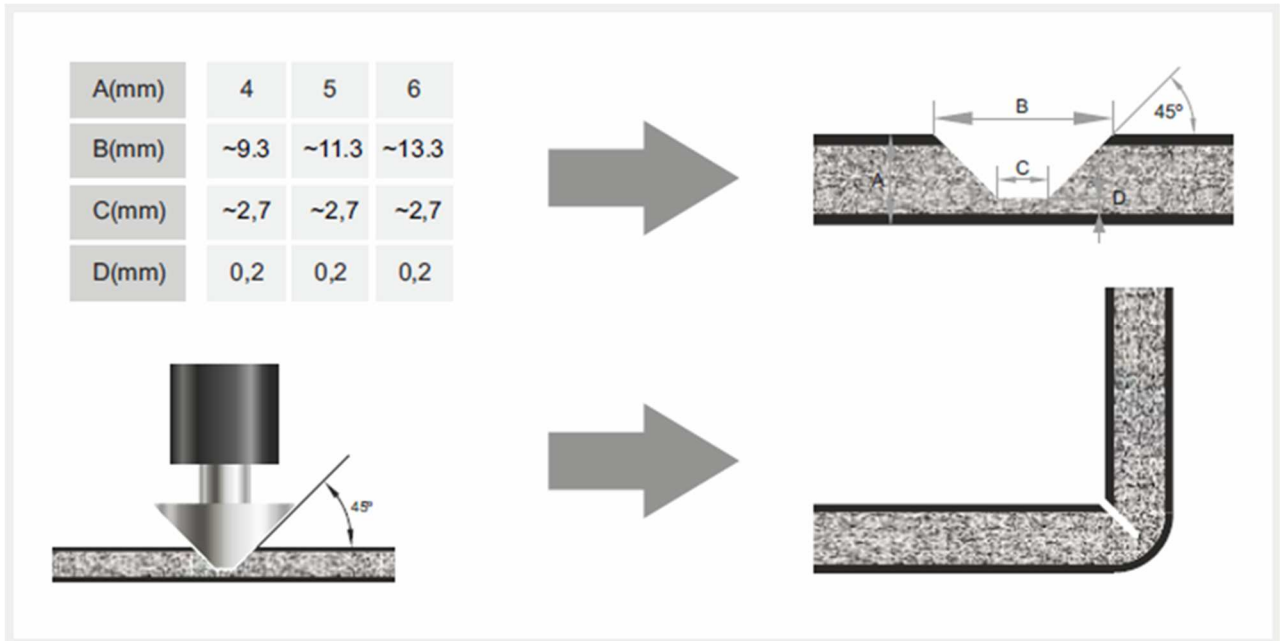 A(mm) 4 5 6
B(mm) ~9.3 ~11.3 ~13.3
C(mm) ~2,7 ~2,7 ~2,7
D(mm) 0,2 0,2 0,2
B
45º
C
A
D
45º